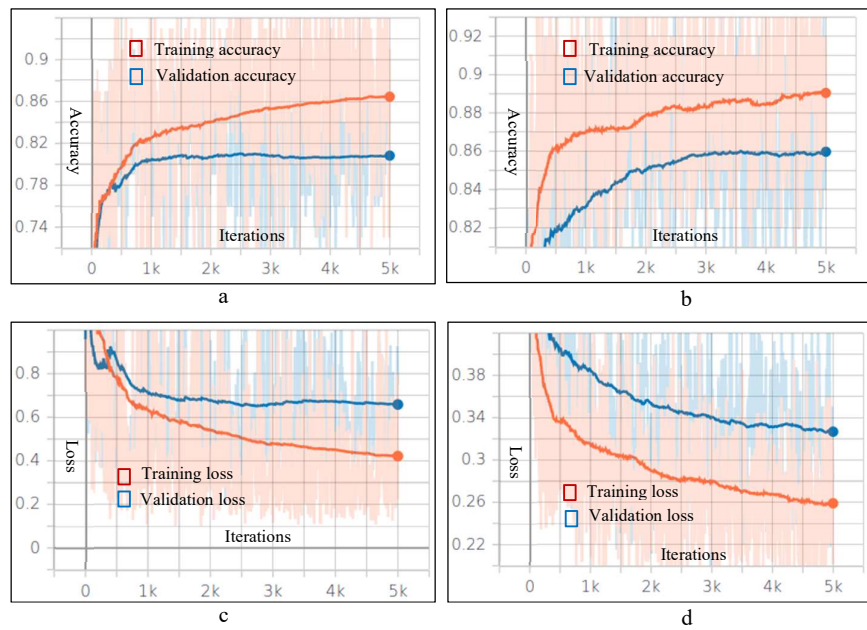 0.9
0.86
0.82
0.78
0.74
Accuracy
Training accuracy
Validation accuracy
Iterations
0 1k 2k 3k 4k 5k
a
0.92
0.9
0.88
0.86
0.84
0.82
Accuracy
Training accuracy
Validation accuracy
Iterations
0 1k 2k 3k 4k 5k
b
0.8
0.6
0.4
0.2
0
Loss
Training loss
Validation loss
Iterations
0 1k 2k 3k 4k 5k
c
0.38
0.34
0.3
0.26
0.22
Loss
Training loss
Validation loss
Iterations
0 1k 2k 3k 4k 5k
d